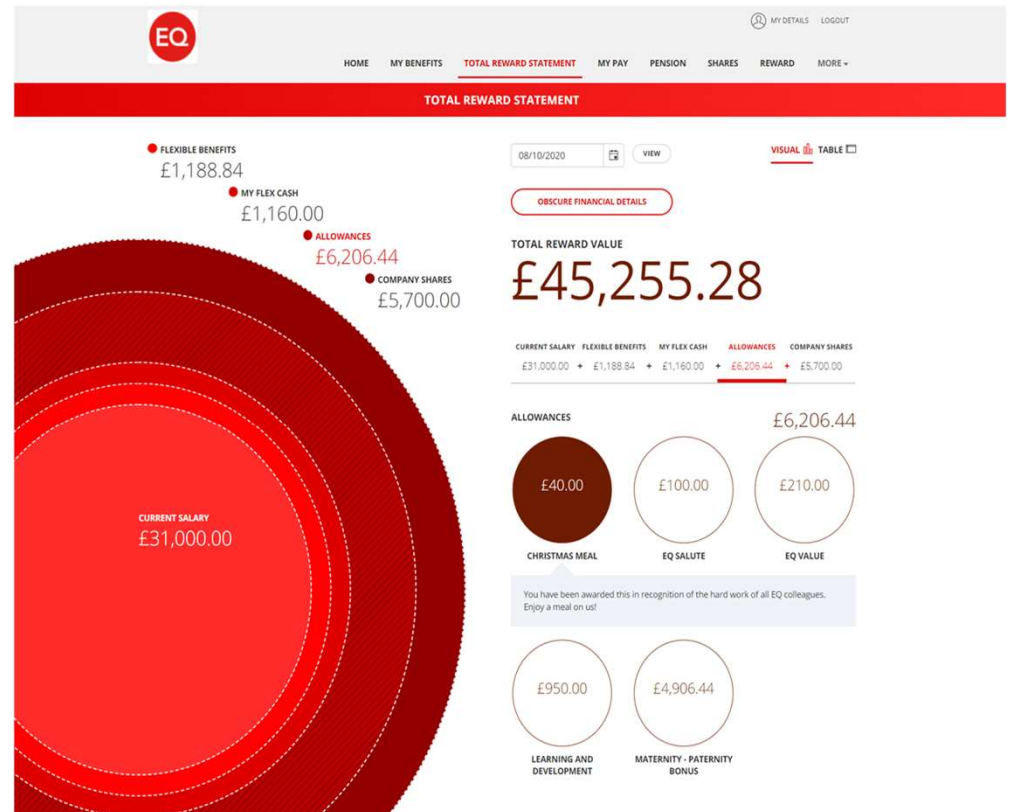 EQ
MY DETAILS LOGOUT
HOME MY BENEFITS TOTAL REWARD STATEMENT MY PAY PENSION SHARES REWARD MORE
TOTAL REWARD STATEMENT
FLEXIBLE BENEFITS
£1,188.84
MY FLEX CASH
£1,160.00
ALLOWANCES
£6,206.44
COMPANY SHARES
£5,700.00
CURRENT SALARY
£31,000.00
08/10/2020 VIEW VISUAL TABLE
OBSCURE FINANCIAL DETAILS
TOTAL REWARD VALUE
£45,255.28
CURRENT SALARY FLEXIBLE BENEFITS MY FLEX CASH ALLOWANCES COMPANY SHARES
£31,000.00 + £1,188.84 + £1,160.00 + £6,206.44 + £5,700.00
ALLOWANCES £6,206.44
£40.00 £100.00 £210.00
CHRISTMAS MEAL EQ SALUTE EQ VALUE
You have been awarded this in recognition of the hard work of all EQ colleagues.
Enjoy a meal on us!
£950.00 £4,906.44
LEARNING AND MATERNITY - PATERNITY
DEVELOPMENT BONUS